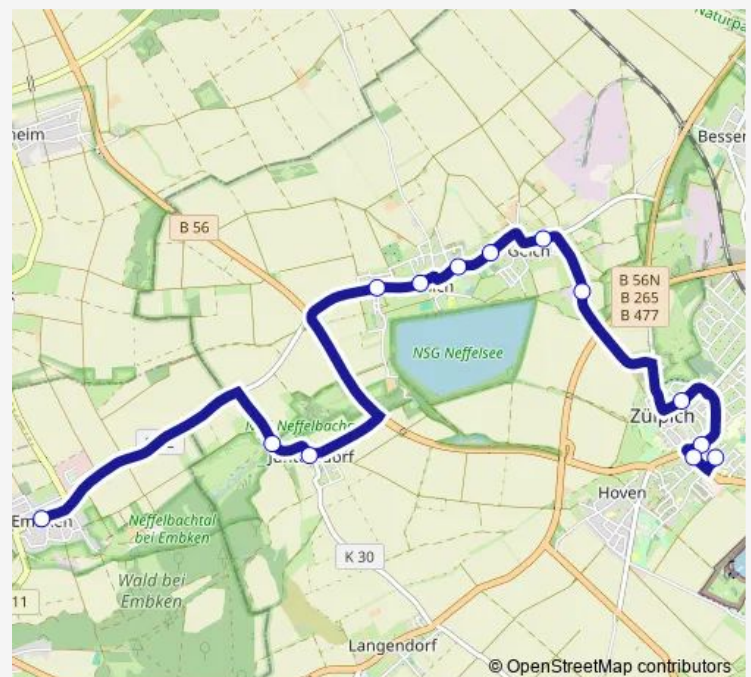 Naturpa
heim
Besser
B 56
Geich
B 56N
B 265
B 477
NSG Neffelsee
Zülpich
Hoven
Neffelbachtal
bei Embken
Wald bei
Embken
11
K 30
Langendorf
© OpenStreetMap contributors